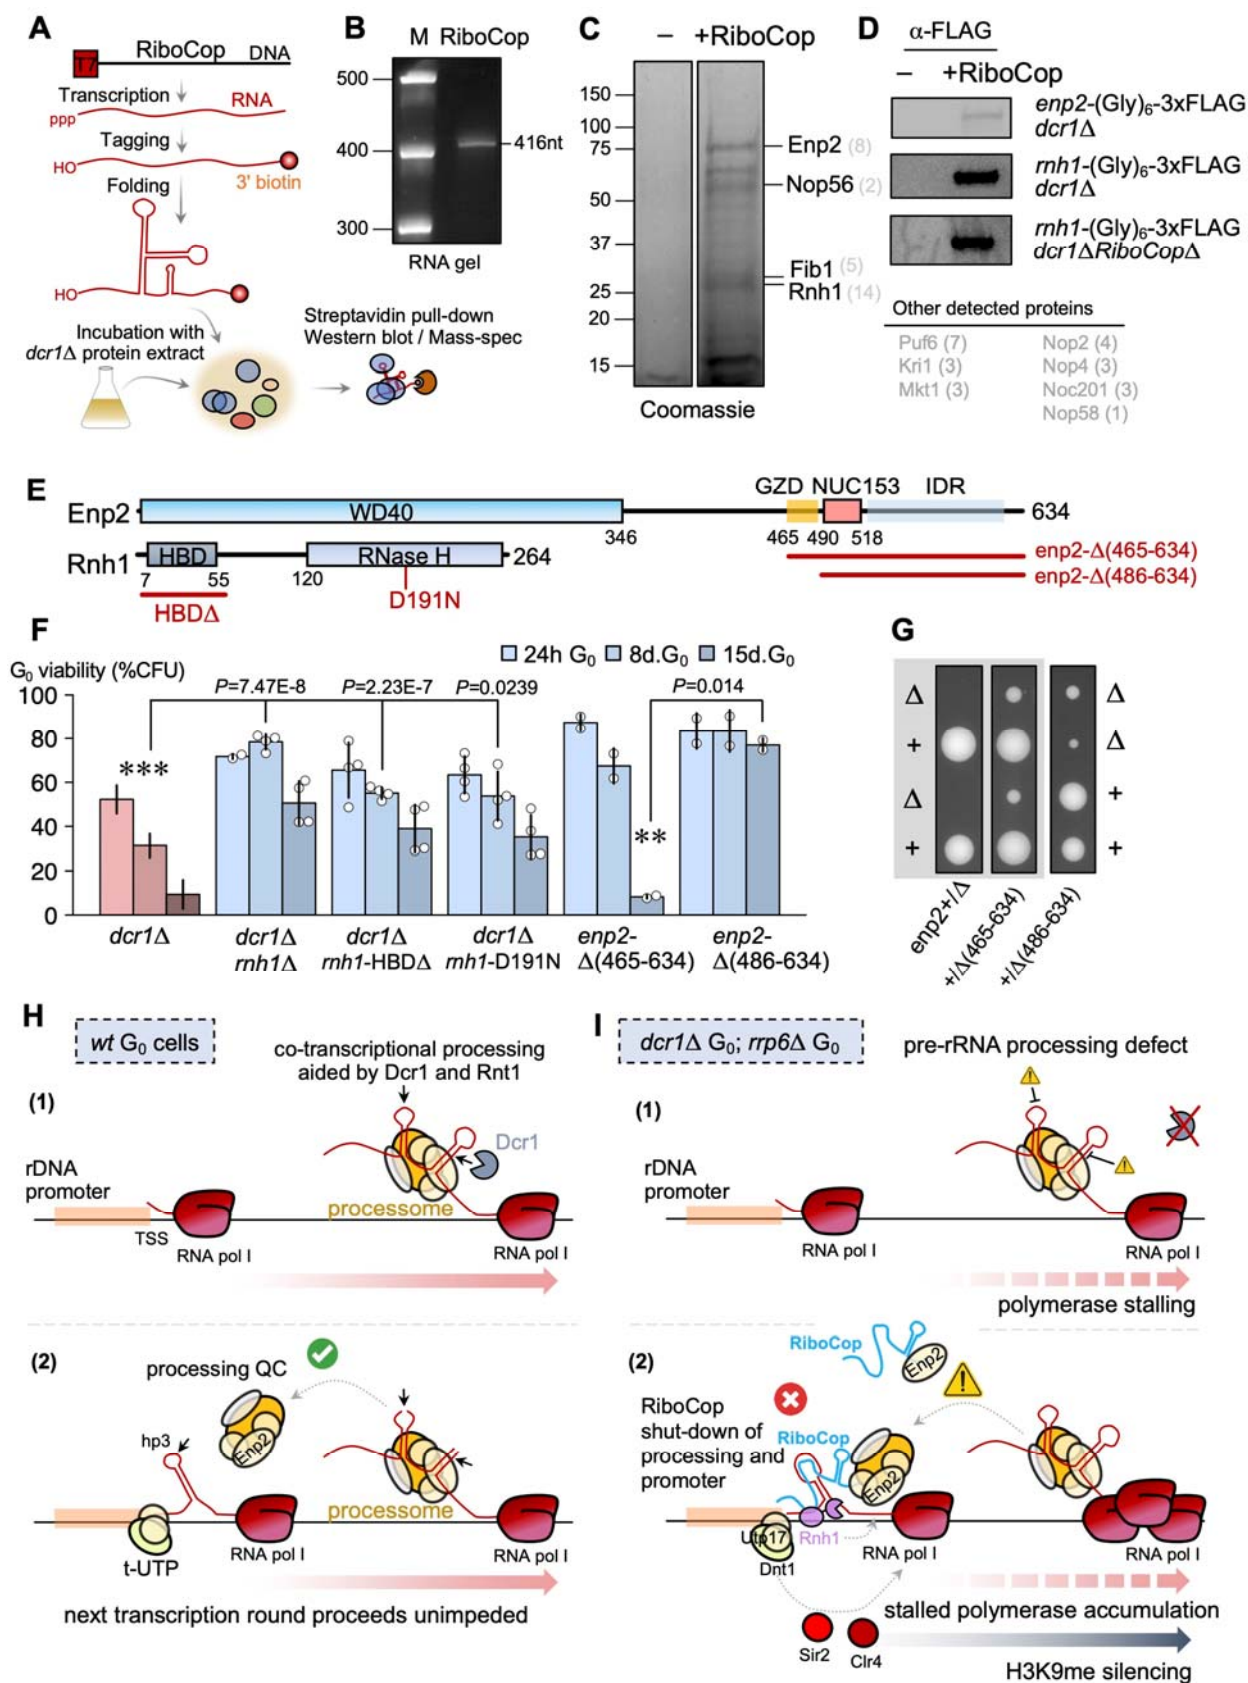 A
RiboCop
DNA
T7
Transcription
RNA
ppp
Tagging
HO
3' biotin
Folding
HO
Incubation with
dcr1Δ protein extract
Streptavidin pull-down
Western blot / Mass-spec
B
M RiboCop
500
400
300
416nt
RNA gel
C
– +RiboCop
150
100
75
50
37
25
20
15
Enp2 (8)
Nop56 (2)
Fib1 (5)
Rnh1 (14)
Coomassie
D
α-FLAG
– +RiboCop
enp2-(Gly)6-3xFLAG
dcr1Δ
rnh1-(Gly)6-3xFLAG
dcr1Δ
rnh1-(Gly)6-3xFLAG
dcr1ΔRiboCopΔ
Other detected proteins
Puf6 (7) Nop2 (4)
Kri1 (3) Nop4 (3)
Mkt1 (3) Noc201 (3)
Nop58 (1)
E
GZD NUC153 IDR
Enp2
WD40
634
346
465 490 518
Rnh1
HBD
RNase H
264
7 55 120
HBDΔ
D191N
enp2-Δ(465-634)
enp2-Δ(486-634)
F
G0 viability (%CFU)
24h G0 8d.G0 15d.G0
100
80
60
40
20
0
P=7.47E-8
P=2.23E-7
P=0.0239
P=0.014
***
**
dcr1Δ
dcr1Δ
rnh1Δ
dcr1Δ
rnh1-HBDΔ
dcr1Δ
rnh1-D191N
enp2-
Δ(465-634)
enp2-
Δ(486-634)
G
Δ Δ
+ Δ
Δ +
+ +
enp2+/Δ
+/Δ(465-634)
+/Δ(486-634)
H
wt G0 cells
co-transcriptional processing
aided by Dcr1 and Rnt1
(1)
Dcr1
rDNA
promoter
processome
TSS
RNA pol I
RNA pol I
(2)
processing QC
hp3
Enp2
processome
RNA pol I
RNA pol I
t-UTP
next transcription round proceeds unimpeded
I
dcr1Δ G0; rrp6Δ G0
pre-rRNA processing defect
(1)
rDNA
promoter
RNA pol I
RNA pol I
polymerase stalling
RiboCop
Enp2
(2)
RiboCop
shut-down of
processing and
promoter
RiboCop
Enp2
Utp17
Rnh1
Dnt1
RNA pol I
RNA pol I
stalled polymerase accumulation
Sir2
Clr4
H3K9me silencing